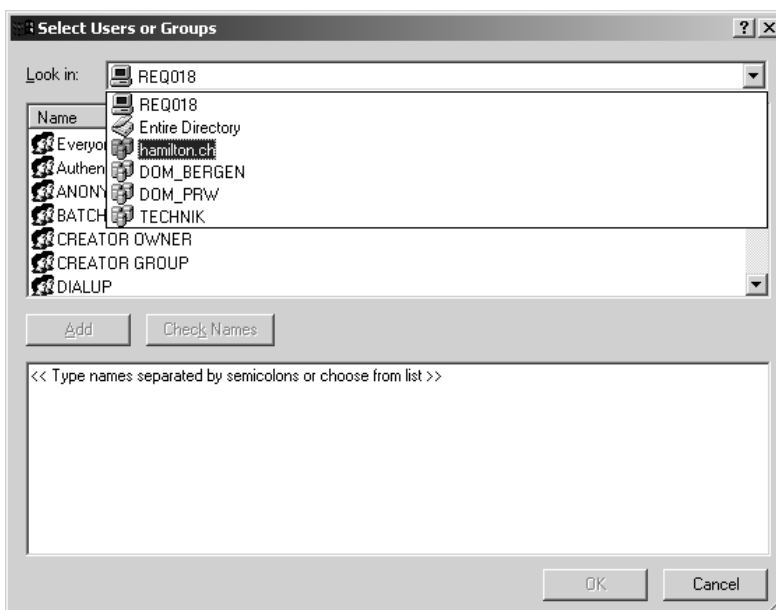 Select Users or Groups
Look in: REQ018
REQ018
Name
Entire Directory
Everyo
hamilton.ch
Authen
DOM_BERGEN
ANONY
DOM_PRW
BATCH
TECHNIK
CREATOR OWNER
CREATOR GROUP
DIALUP
Add Check Names
<< Type names separated by semicolons or choose from list >>
OK Cancel